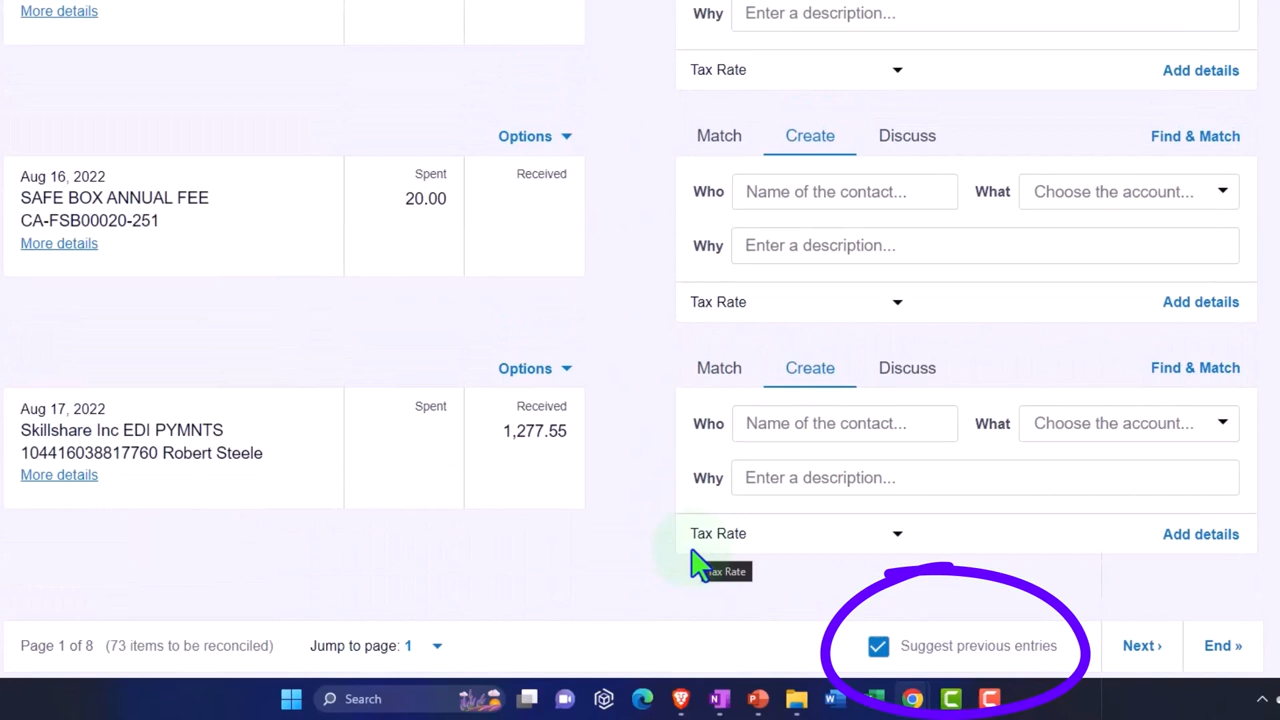 More details
Why Enter a description...
Tax Rate Add details
Options Match Create Discuss Find & Match
Aug 16, 2022 Spent Received
SAFE BOX ANNUAL FEE 20.00
CA-FSB00020-251
More details
Who Name of the contact... What Choose the account...
Why Enter a description...
Tax Rate Add details
Options Match Create Discuss Find & Match
Aug 17, 2022 Spent Received
Skillshare Inc EDI PYMNTS 1,277.55
104416038817760 Robert Steele
More details
Who Name of the contact... What Choose the account...
Why Enter a description...
Tax Rate Add details
Tax Rate
Page 1 of 8 (73 items to be reconciled) Jump to page: 1 Suggest previous entries Next › End »
Search